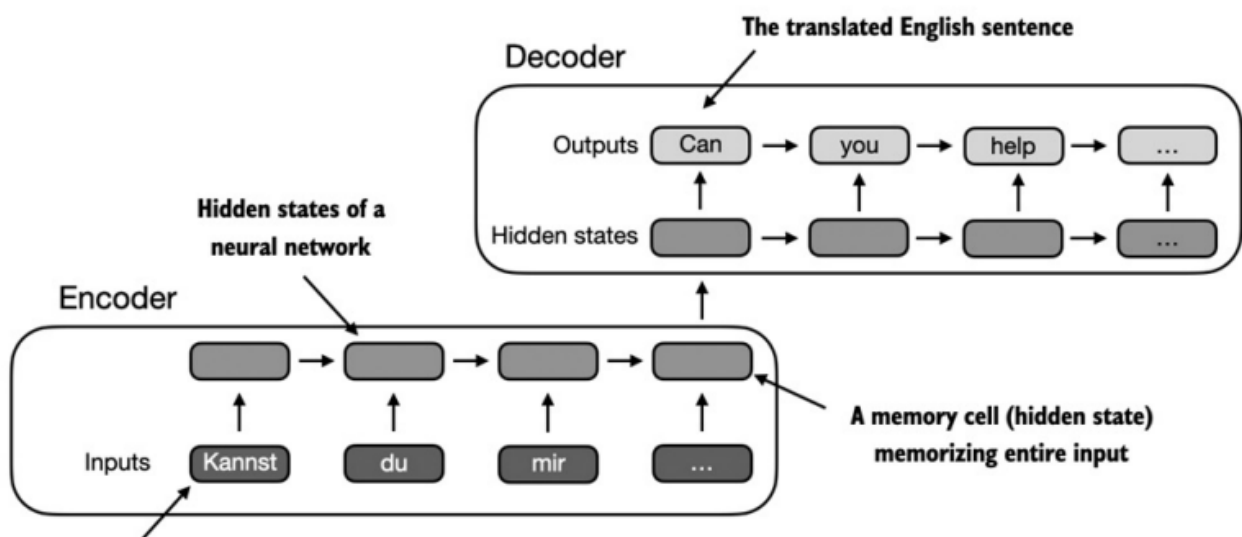 The translated English sentence
Decoder
Outputs
Can
you
help
...
Hidden states of a
neural network
Hidden states
...
Encoder
A memory cell (hidden state)
memorizing entire input
Inputs
Kannst
du
mir
...